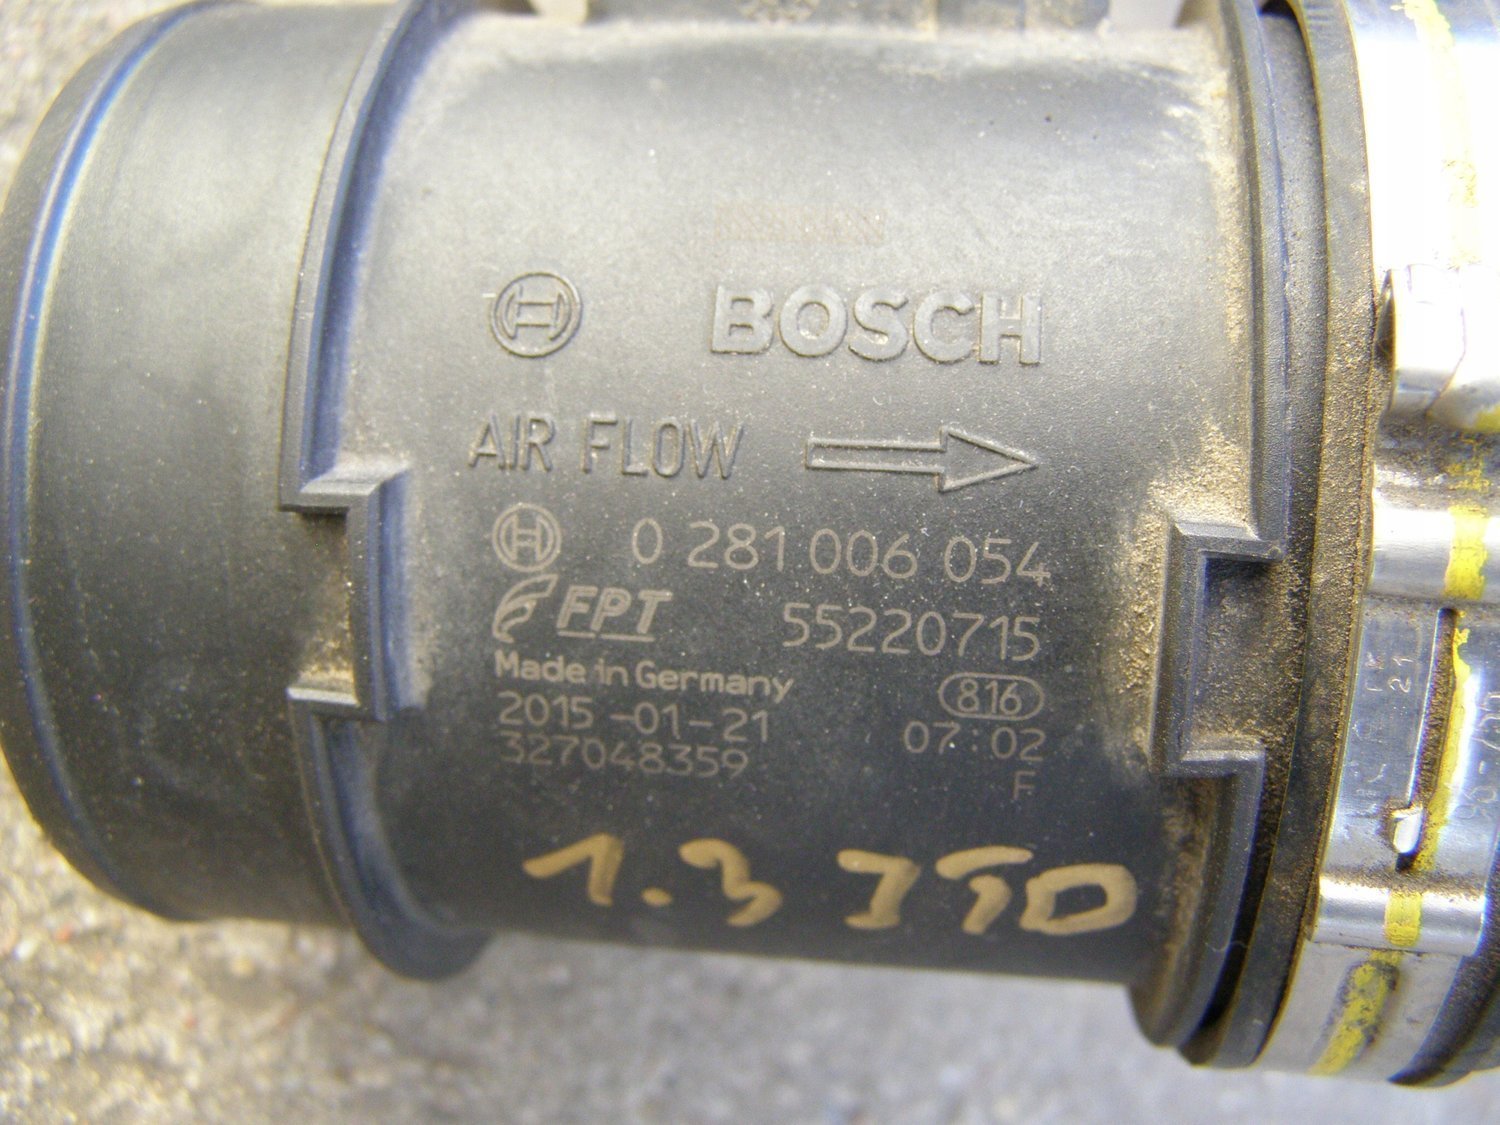 BOSCH
AIR FLOW
0 281 006 054
FPT 55220715
Made in Germany 816
2015-01-21 07:02
327048359 F
1.3 JTD
21